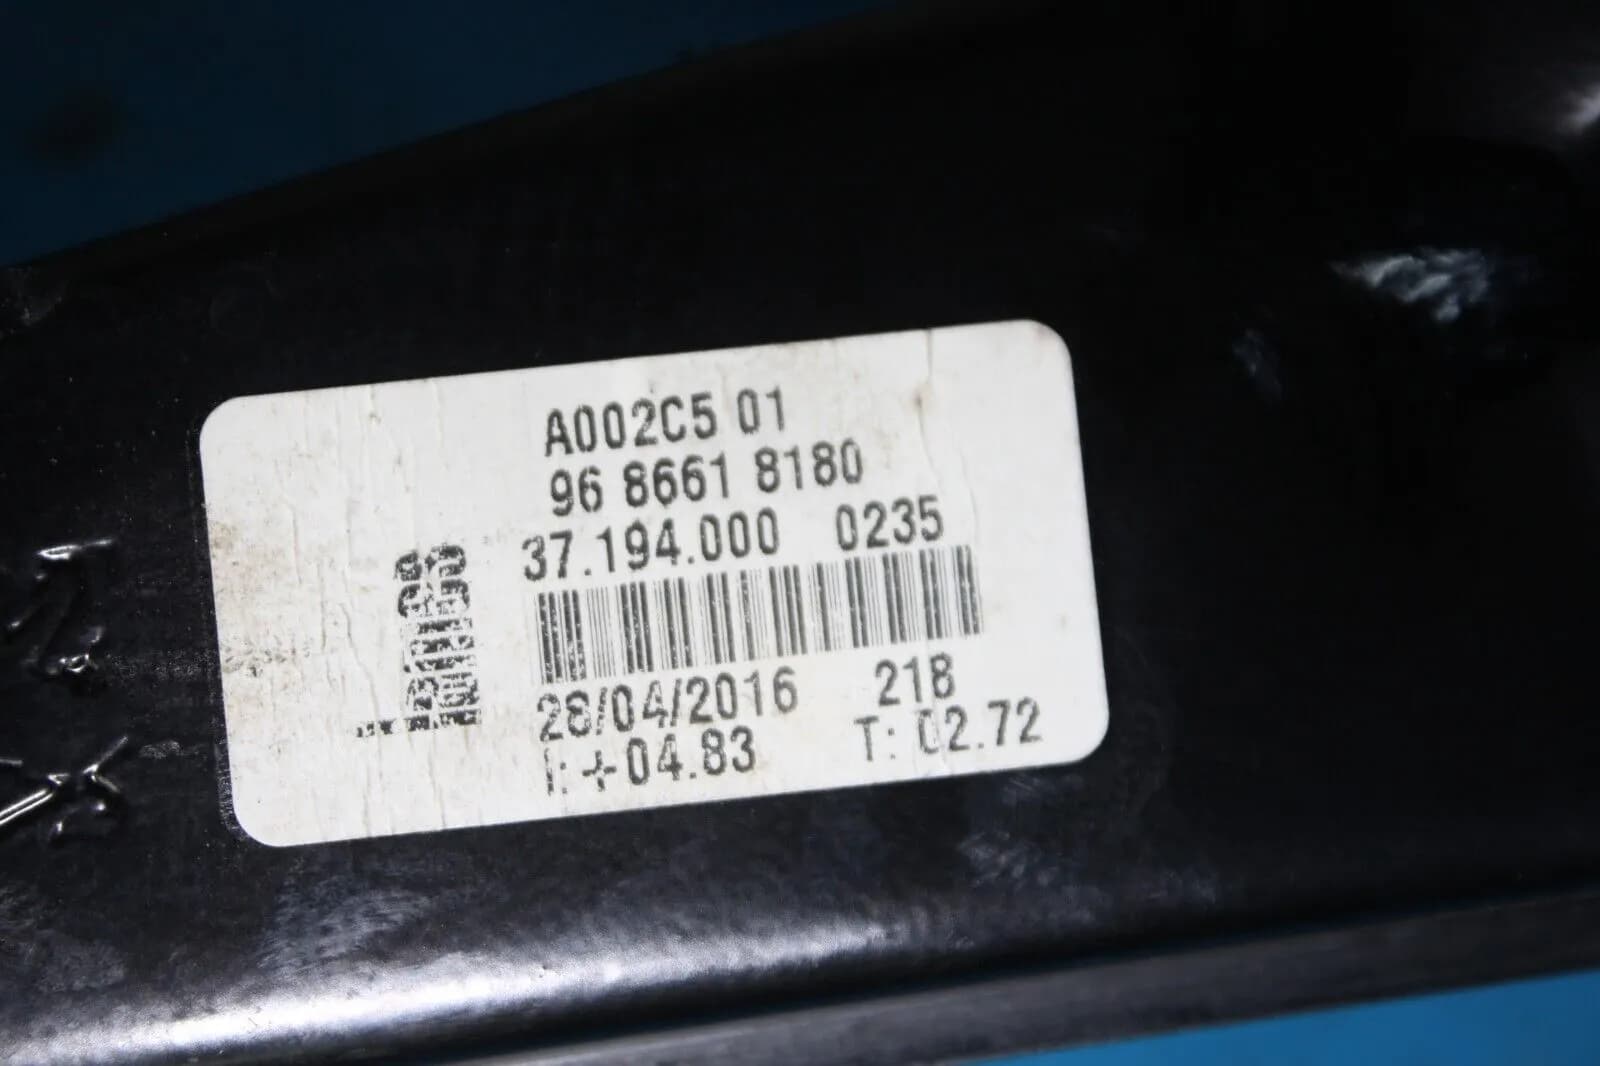 A002C5 01
96 8661 8180
37.194.000 0235
28/04/2016 218
I: +04.83 T: 02.72